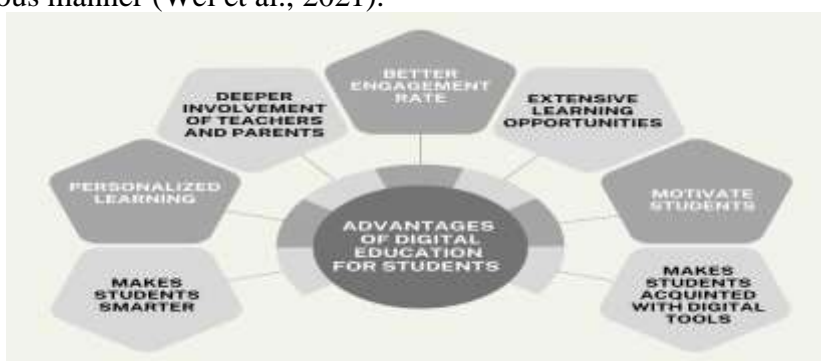 ous manner (Wei et al., 2021).
BETTER
ENGAGEMENT
RATE
DEEPER
INVOLVEMENT
OF TEACHERS
AND PARENTS
EXTENSIVE
LEARNING
OPPORTUNITIES
PERSONALIZED
LEARNING
MOTIVATE
STUDENTS
ADVANTAGES
OF DIGITAL
EDUCATION
FOR STUDENTS
MAKES
STUDENTS
SMARTER
MAKES
STUDENTS
ACQUINTED
WITH DIGITAL
TOOLS